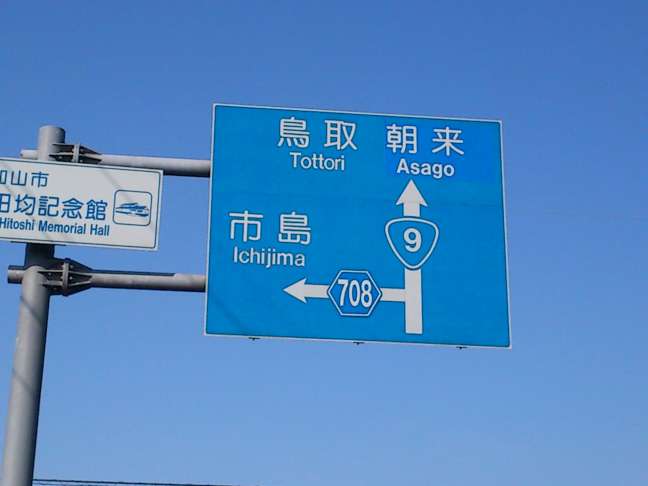 和山市
田均記念館
Hitoshi Memorial Hall
鳥取 朝来
Tottori Asago
9
市島
Ichijima
708